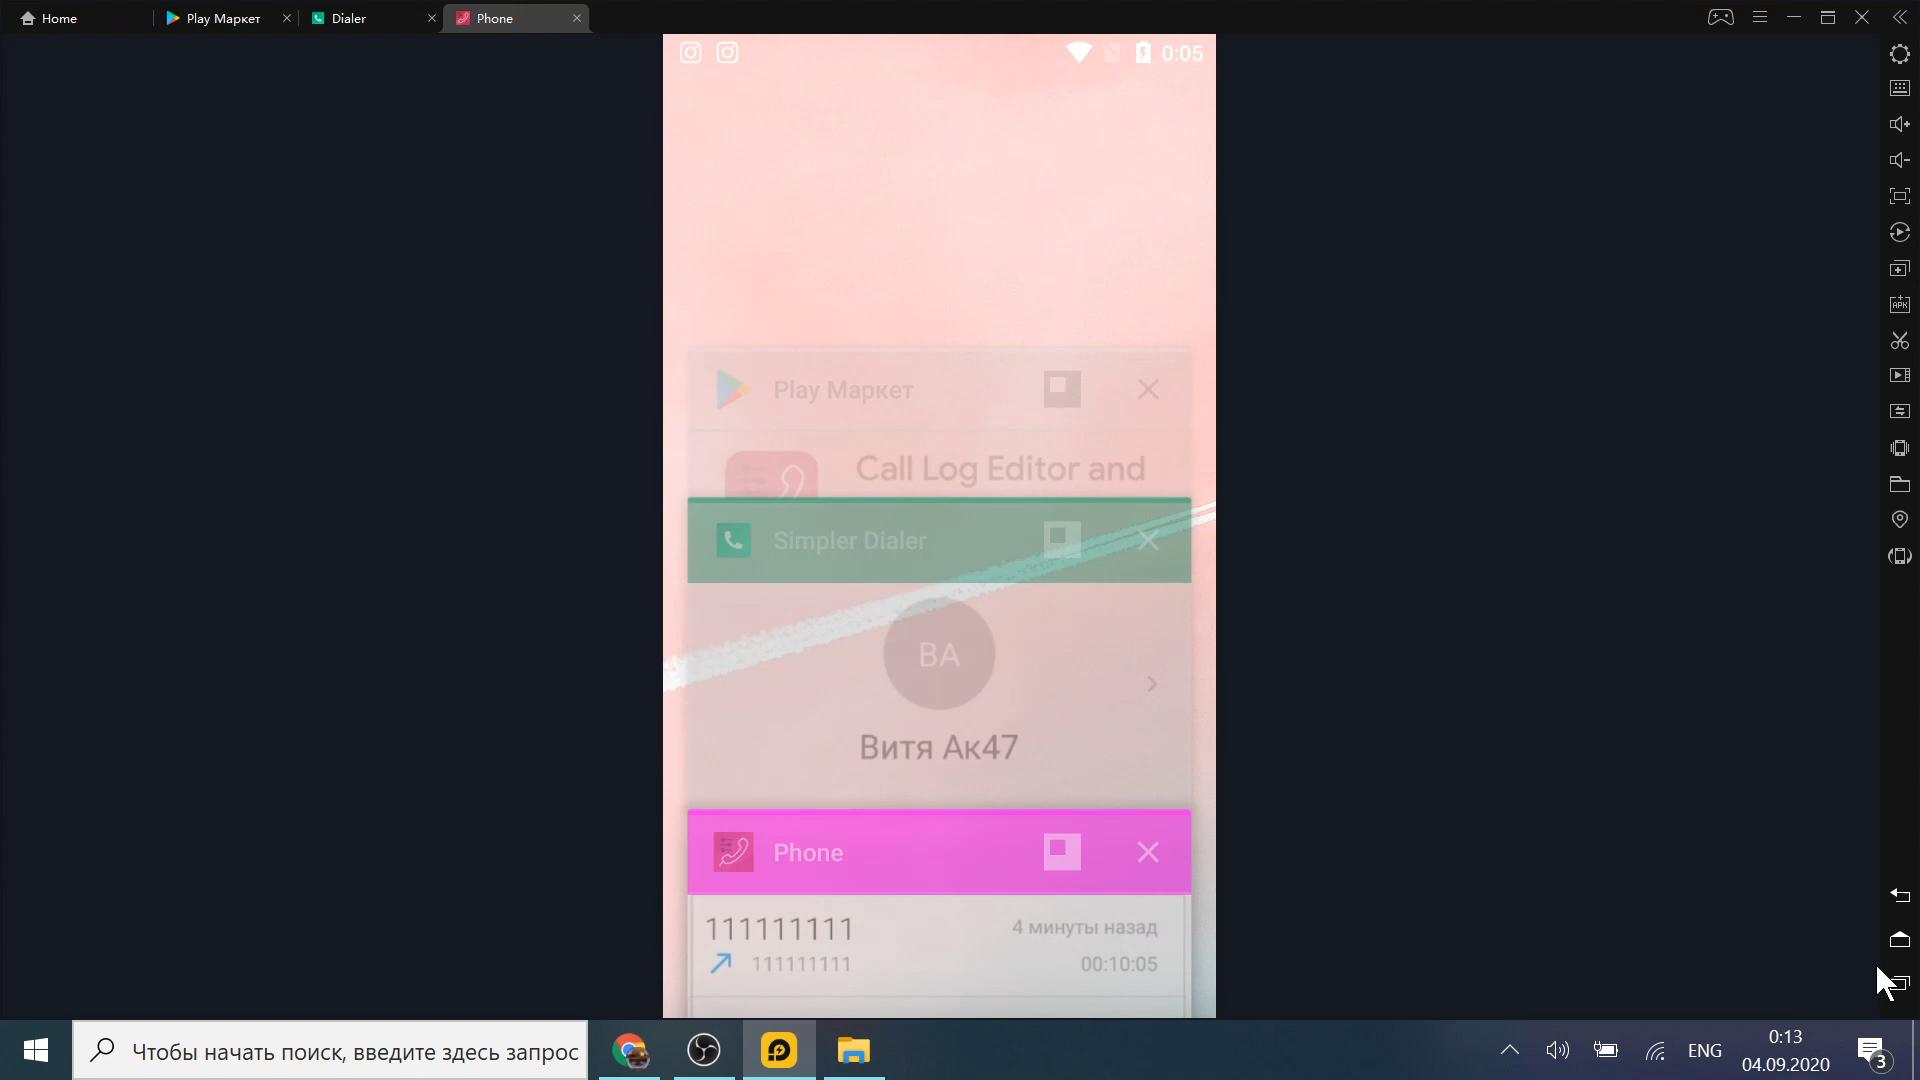 Home
Play Маркет
Dialer
Phone
0:05
Play Маркет
Call Log Editor and
Simpler Dialer
BA
Витя Ак47
Phone
111111111
4 минуты назад
111111111
00:10:05
APK
Чтобы начать поиск, введите здесь запрос
ENG
0:13
04.09.2020
3